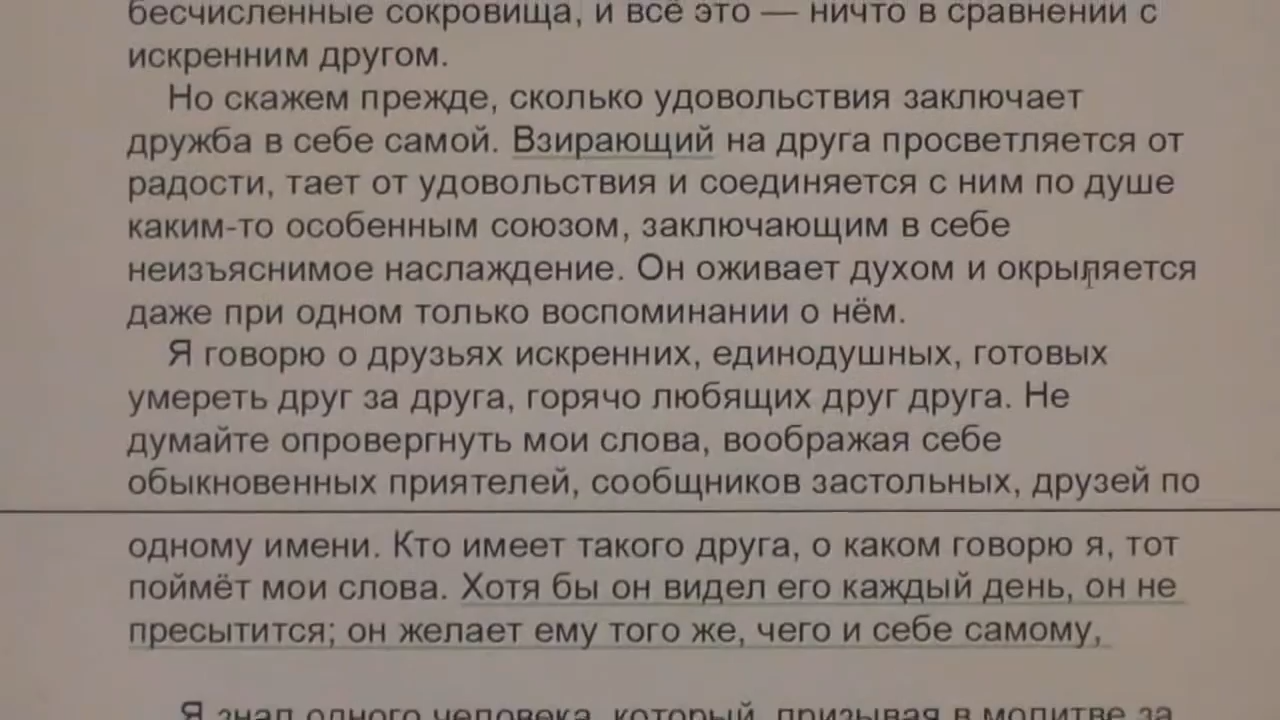 бесчисленные сокровища, и всё это — ничто в сравнении с
искренним другом.
Но скажем прежде, сколько удовольствия заключает
дружба в себе самой. Взирающий на друга просветляется от
радости, тает от удовольствия и соединяется с ним по душе
каким-то особенным союзом, заключающим в себе
неизъяснимое наслаждение. Он оживает духом и окрыляется
даже при одном только воспоминании о нём.
Я говорю о друзьях искренних, единодушных, готовых
умереть друг за друга, горячо любящих друг друга. Не
думайте опровергнуть мои слова, воображая себе
обыкновенных приятелей, сообщников застольных, друзей по
одному имени. Кто имеет такого друга, о каком говорю я, тот
поймёт мои слова. Хотя бы он видел его каждый день, он не
пресытится; он желает ему того же, чего и себе самому,
Я знал одного человека, который, призывая в молитве за